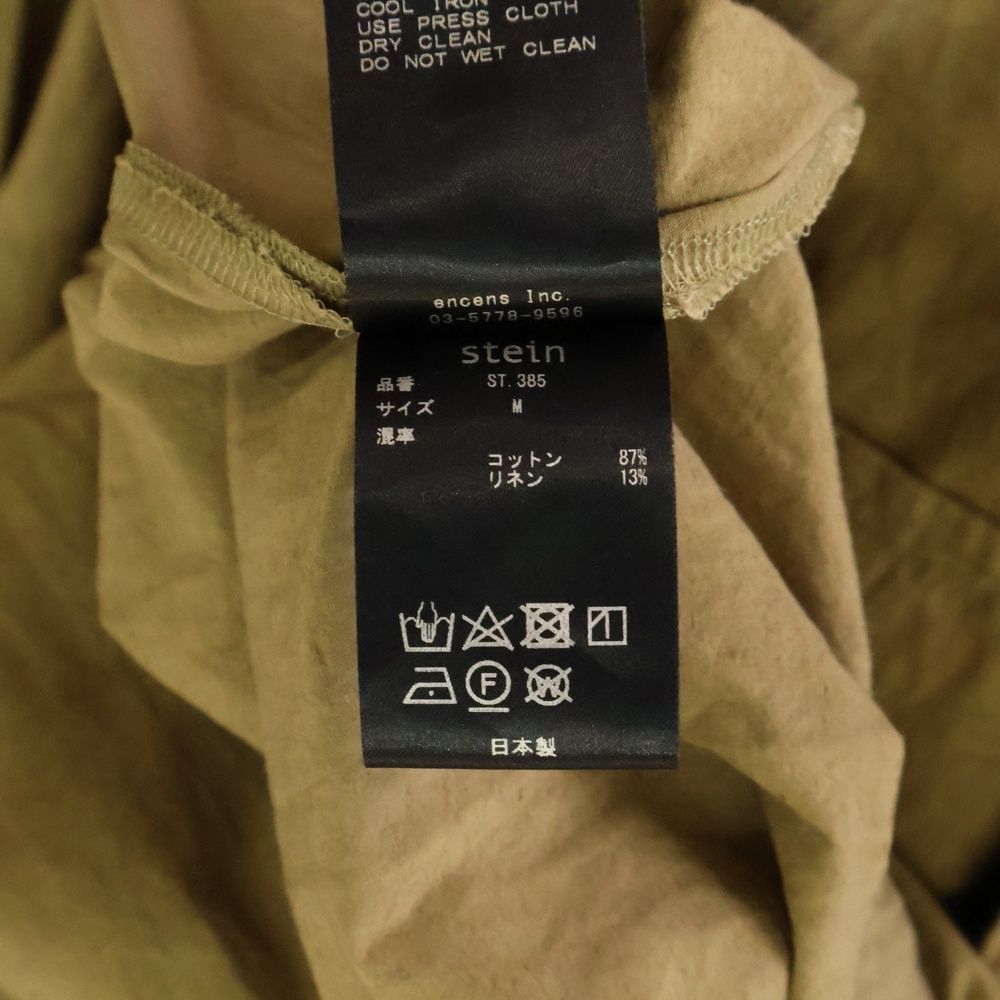 COOL IRON
USE PRESS CLOTH
DRY CLEAN
DO NOT WET CLEAN
encens Inc.
03-5778-9596
stein
品番 ST.385
サイズ M
混率
コットン 87%
リネン 13%
F W
日本製